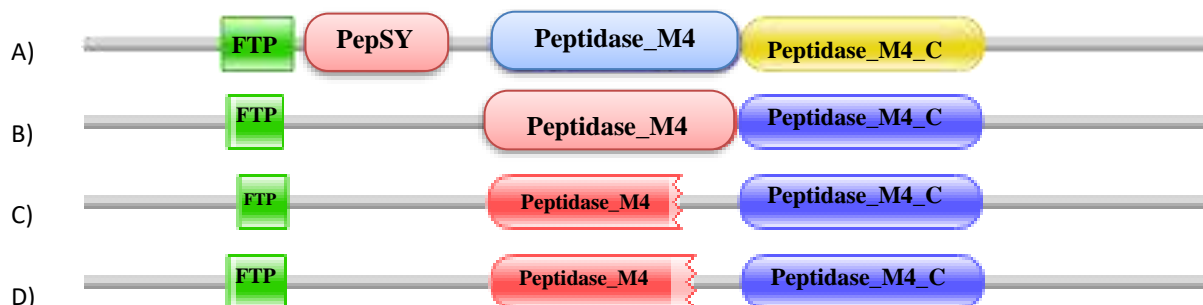 A) FTP PepSY Peptidase_M4 Peptidase_M4_C
B) FTP Peptidase_M4 Peptidase_M4_C
C) FTP Peptidase_M4 Peptidase_M4_C
D) FTP Peptidase_M4 Peptidase_M4_C